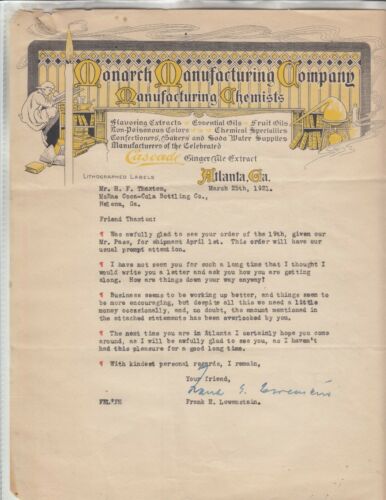 Monarch Manufacturing Company
Manufacturing Chemists
Flavoring Extracts Essential Oils Fruit Oils
Non-Poisonous Colors Chemical Specialties
Confectioners, Bakers and Soda Water Supplies
Manufacturers of the Celebrated
Cascade Ginger Ale Extract
LITHOGRAPHED LABELS
Atlanta, Ga.
Mr. H. F. Thaxton, March 25th, 1921.
McRae Coca-Cola Bottling Co.,
Helena, Ga.
Friend Thaxton:
¶ Was awfully glad to see your order of the 19th, given our
Mr. Pass, for shipment April 1st. This order will have our
usual prompt attention.
¶ I have not seen you for such a long time that I thought I
would write you a letter and ask you how you are getting
along. How are things down your way anyway?
¶ Business seems to be working up better, and things seem to
be more encouraging, but despite all this we need a little
money occasionally, and, no doubt, the amount mentioned in
the attached statements has been overlooked by you.
¶ The next time you are in Atlanta I certainly hope you come
around, as I will be awfully glad to see you, as I haven't
had this pleasure for a good long time.
¶ With kindest personal regards, I remain,
Your friend,
Frank E. Lowenstein
Frank E. Lowenstein.